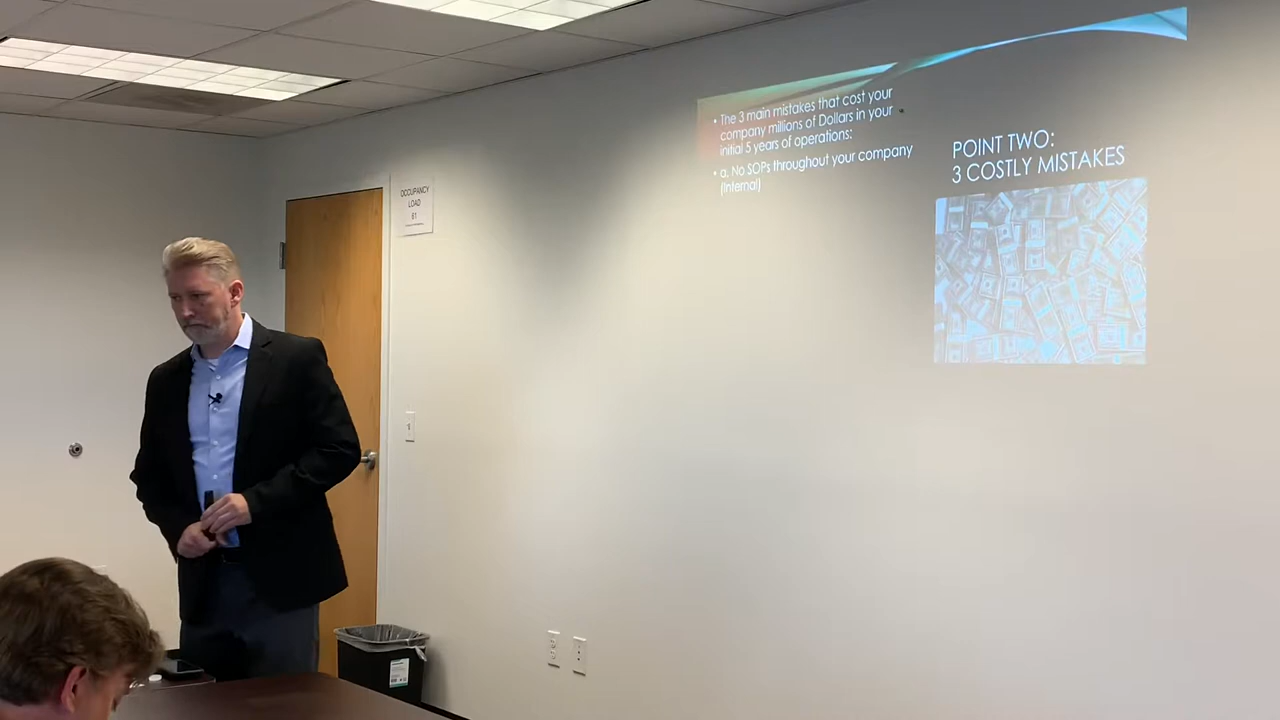 OCCUPANCY
LOAD
61
• The 3 main mistakes that cost your
company millions of Dollars in your
initial 5 years of operations:
• a. No SOPs throughout your company
(Internal)
POINT TWO:
3 COSTLY MISTAKES